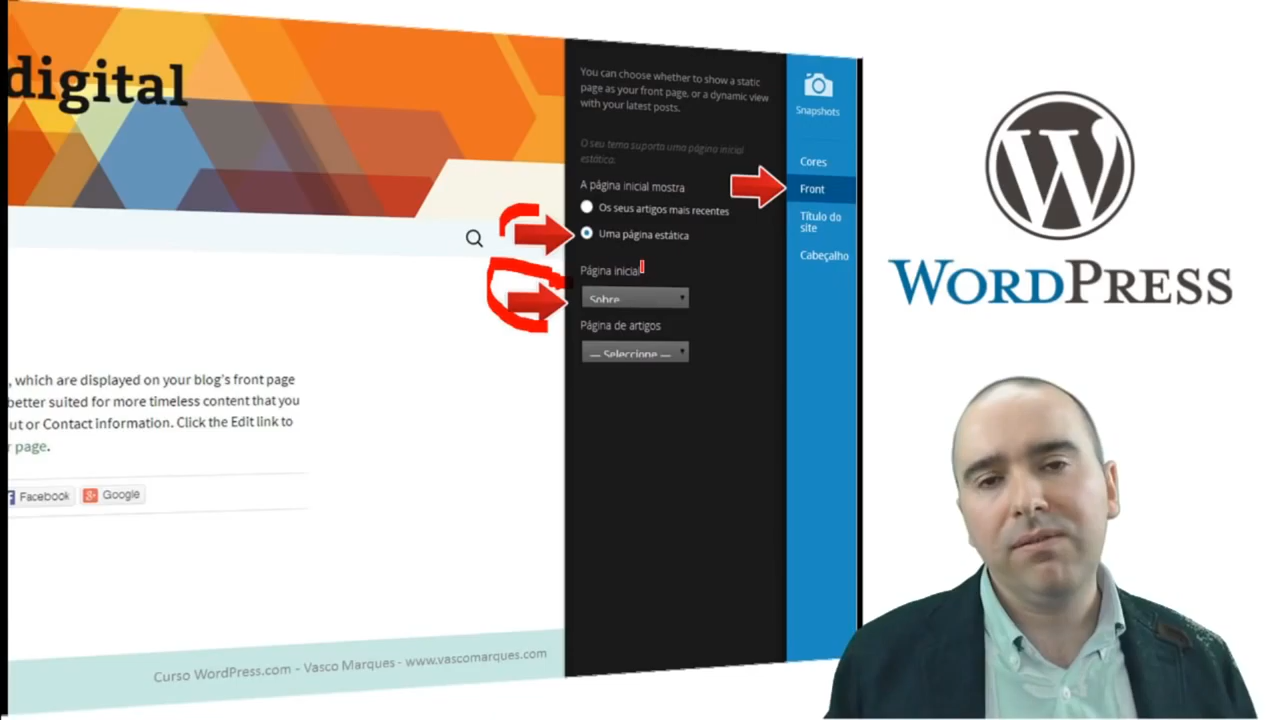 digital
You can choose whether to show a static
page as your front page, or a dynamic view
with your latest posts.
O seu tema suporta uma página inicial
estática.
A página inicial mostra
Os seus artigos mais recentes
Uma página estática
Página inicial
Sobre
Página de artigos
— Seleccione —
Snapshots
Cores
Front
Título do
site
Cabeçalho
W
WORDPRESS
, which are displayed on your blog's front page
better suited for more timeless content that you
ut or Contact information. Click the Edit link to
page.
Facebook
Google
Curso WordPress.com - Vasco Marques - www.vascomarques.com